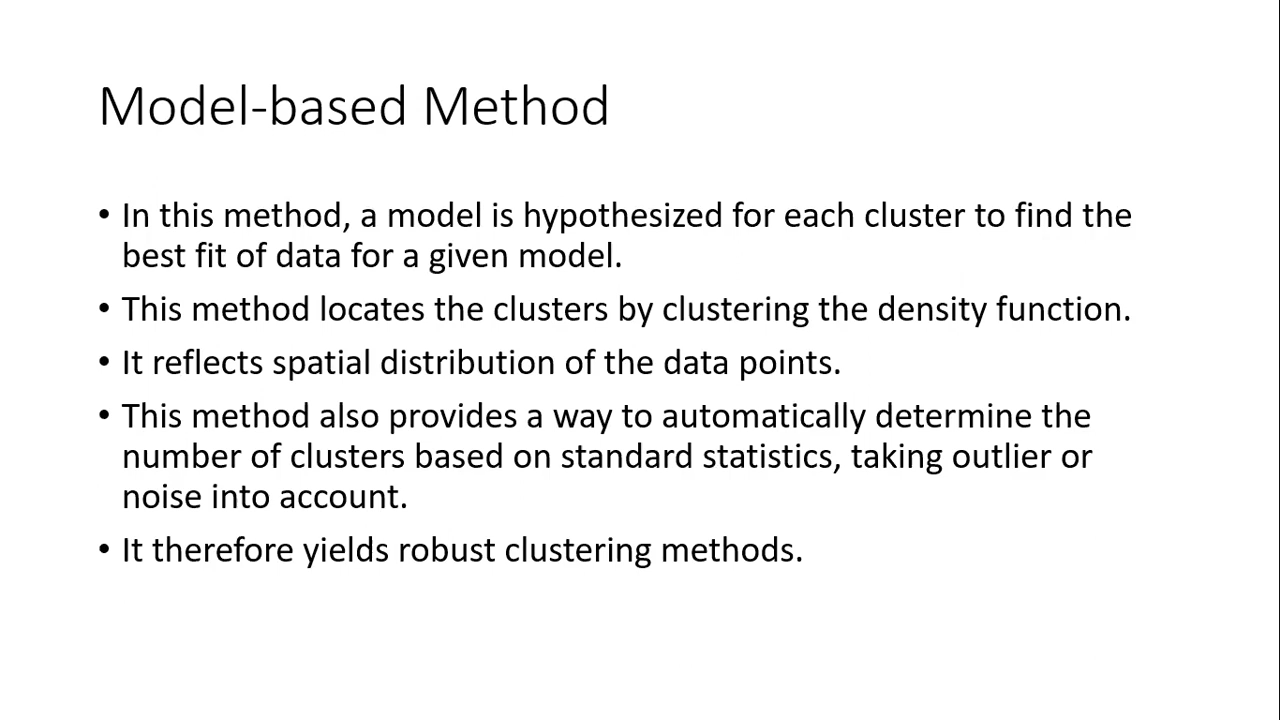 Model-based Method
• In this method, a model is hypothesized for each cluster to find the
best fit of data for a given model.
• This method locates the clusters by clustering the density function.
• It reflects spatial distribution of the data points.
• This method also provides a way to automatically determine the
number of clusters based on standard statistics, taking outlier or
noise into account.
• It therefore yields robust clustering methods.